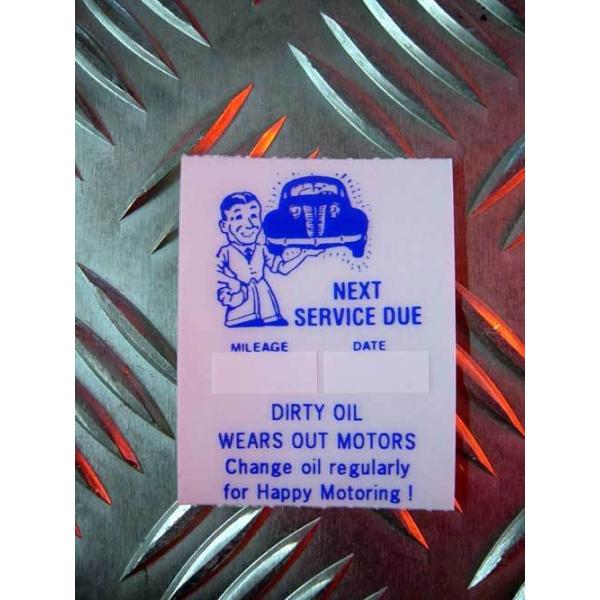 NEXT
SERVICE DUE
MILEAGE DATE
DIRTY OIL
WEARS OUT MOTORS
Change oil regularly
for Happy Motoring !